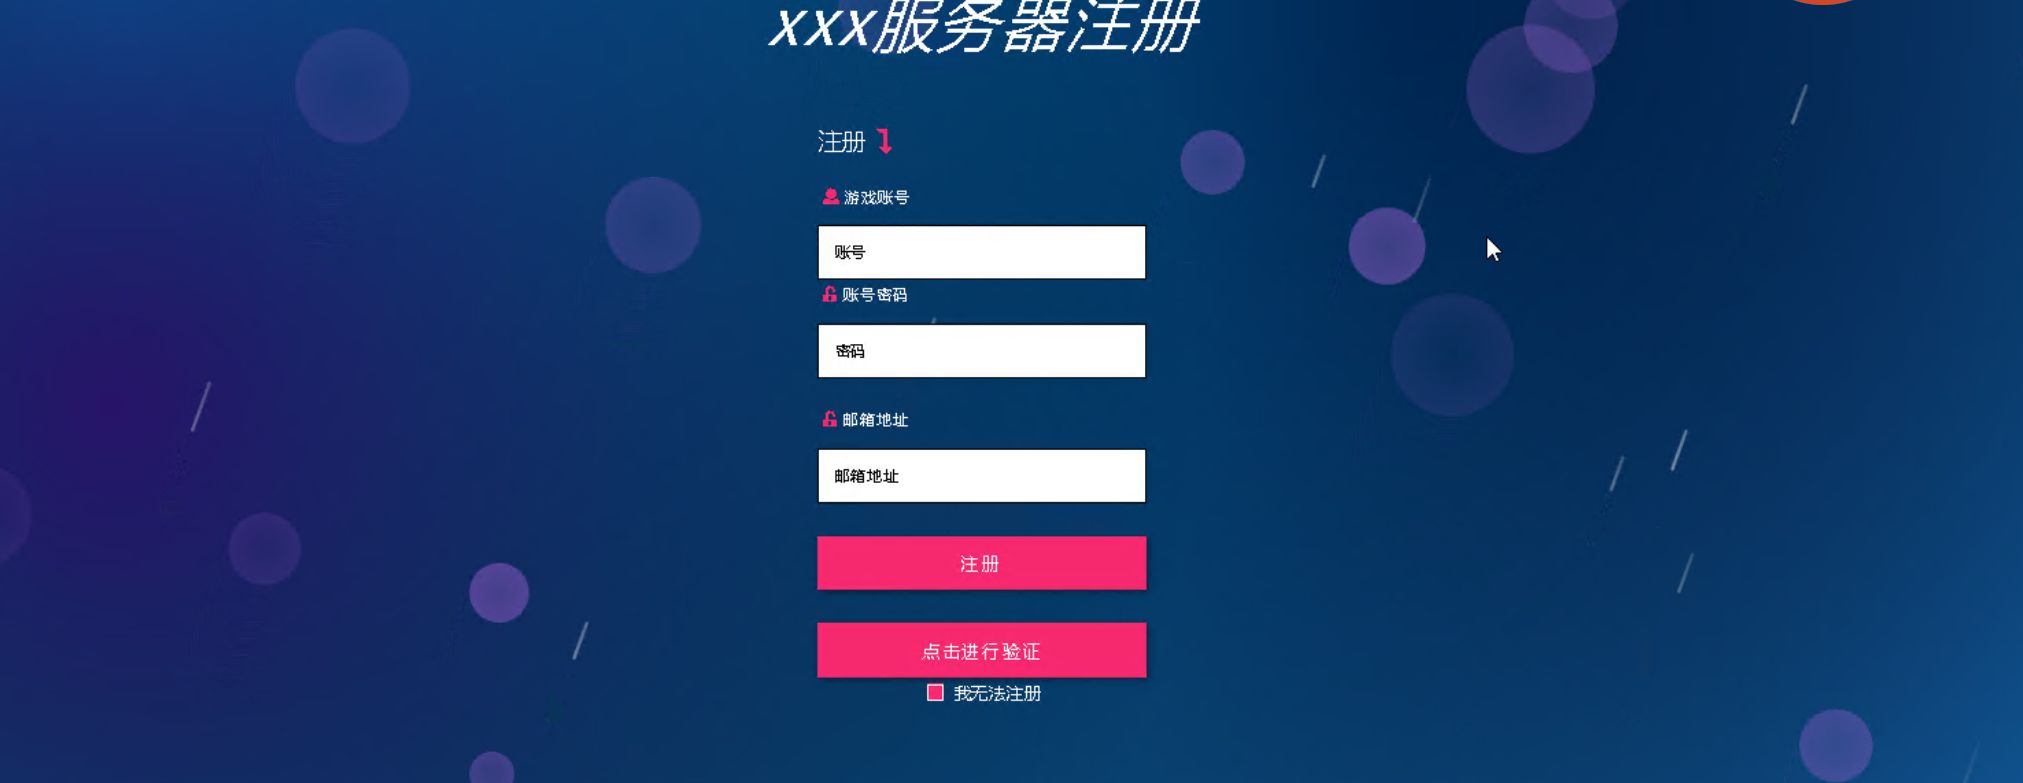 xxx服务器注册
注册
游戏账号
账号
账号密码
密码
邮箱地址
邮箱地址
注册
点击进行验证
我无法注册